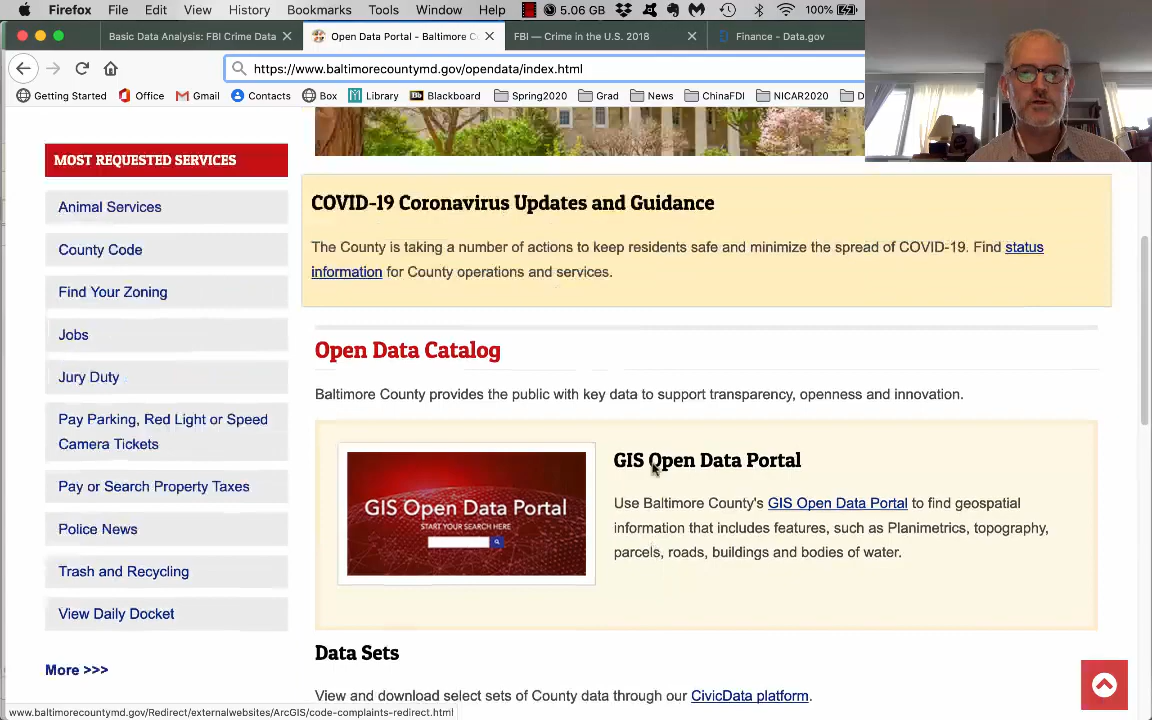 Firefox File Edit View History Bookmarks Tools Window Help 5.06 GB 100%
Basic Data Analysis: FBI Crime Data Open Data Portal - Baltimore Co FBI — Crime in the U.S. 2018 Finance - Data.gov
https://www.baltimorecountymd.gov/opendata/index.html
Getting Started Office Gmail Contacts Box Library Blackboard Spring2020 Grad News ChinaFDI NICAR2020 D
MOST REQUESTED SERVICES
Animal Services
County Code
Find Your Zoning
Jobs
Jury Duty
Pay Parking, Red Light or Speed
Camera Tickets
Pay or Search Property Taxes
Police News
Trash and Recycling
View Daily Docket
More >>>
COVID-19 Coronavirus Updates and Guidance
The County is taking a number of actions to keep residents safe and minimize the spread of COVID-19. Find status
information for County operations and services.
Open Data Catalog
Baltimore County provides the public with key data to support transparency, openness and innovation.
GIS Open Data Portal
START YOUR SEARCH HERE
GIS Open Data Portal
Use Baltimore County's GIS Open Data Portal to find geospatial
information that includes features, such as Planimetrics, topography,
parcels, roads, buildings and bodies of water.
Data Sets
View and download select sets of County data through our CivicData platform.
www.baltimorecountymd.gov/Redirect/externalwebsites/ArcGIS/code-complaints-redirect.html